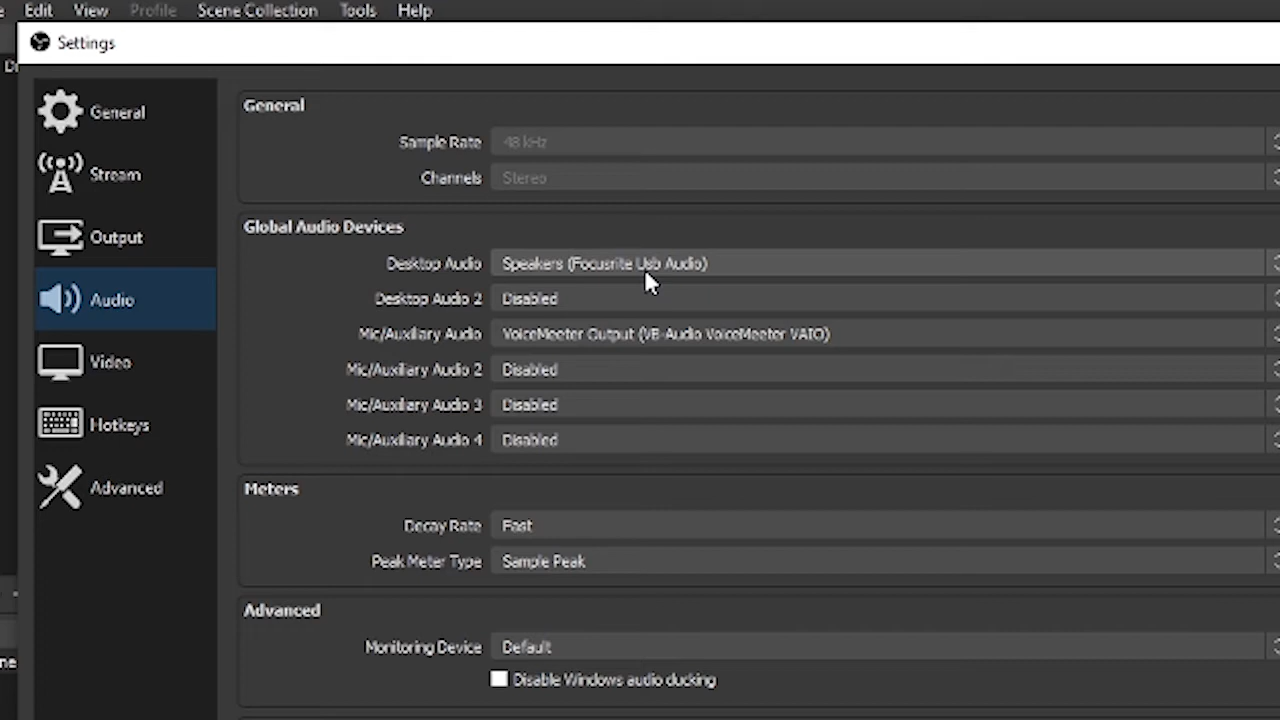 Edit View Profile Scene Collection Tools Help
Settings
General
Stream
Output
Audio
Video
Hotkeys
Advanced
General
Sample Rate 48 kHz
Channels Stereo
Global Audio Devices
Desktop Audio Speakers (Focusrite Usb Audio)
Desktop Audio 2 Disabled
Mic/Auxiliary Audio VoiceMeeter Output (VB-Audio VoiceMeeter VAIO)
Mic/Auxiliary Audio 2 Disabled
Mic/Auxiliary Audio 3 Disabled
Mic/Auxiliary Audio 4 Disabled
Meters
Decay Rate Fast
Peak Meter Type Sample Peak
Advanced
Monitoring Device Default
Disable Windows audio ducking